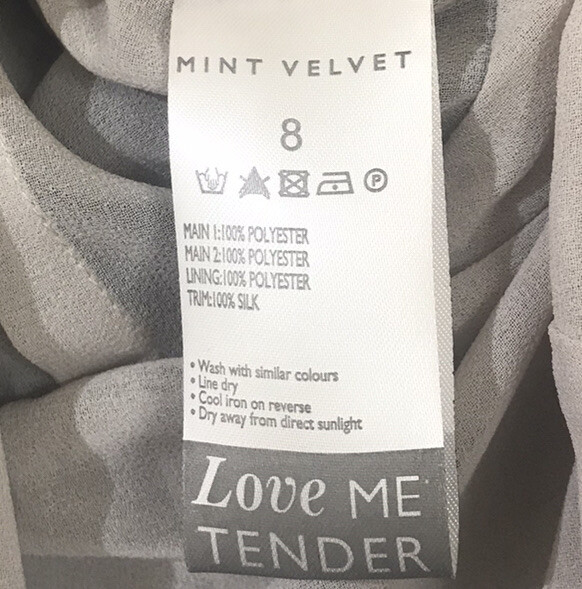 MINT VELVET
8
P
MAIN 1:100% POLYESTER
MAIN 2:100% POLYESTER
LINING:100% POLYESTER
TRIM:100% SILK
• Wash with similar colours
• Line dry
• Cool iron on reverse
• Dry away from direct sunlight
Love ME
TENDER